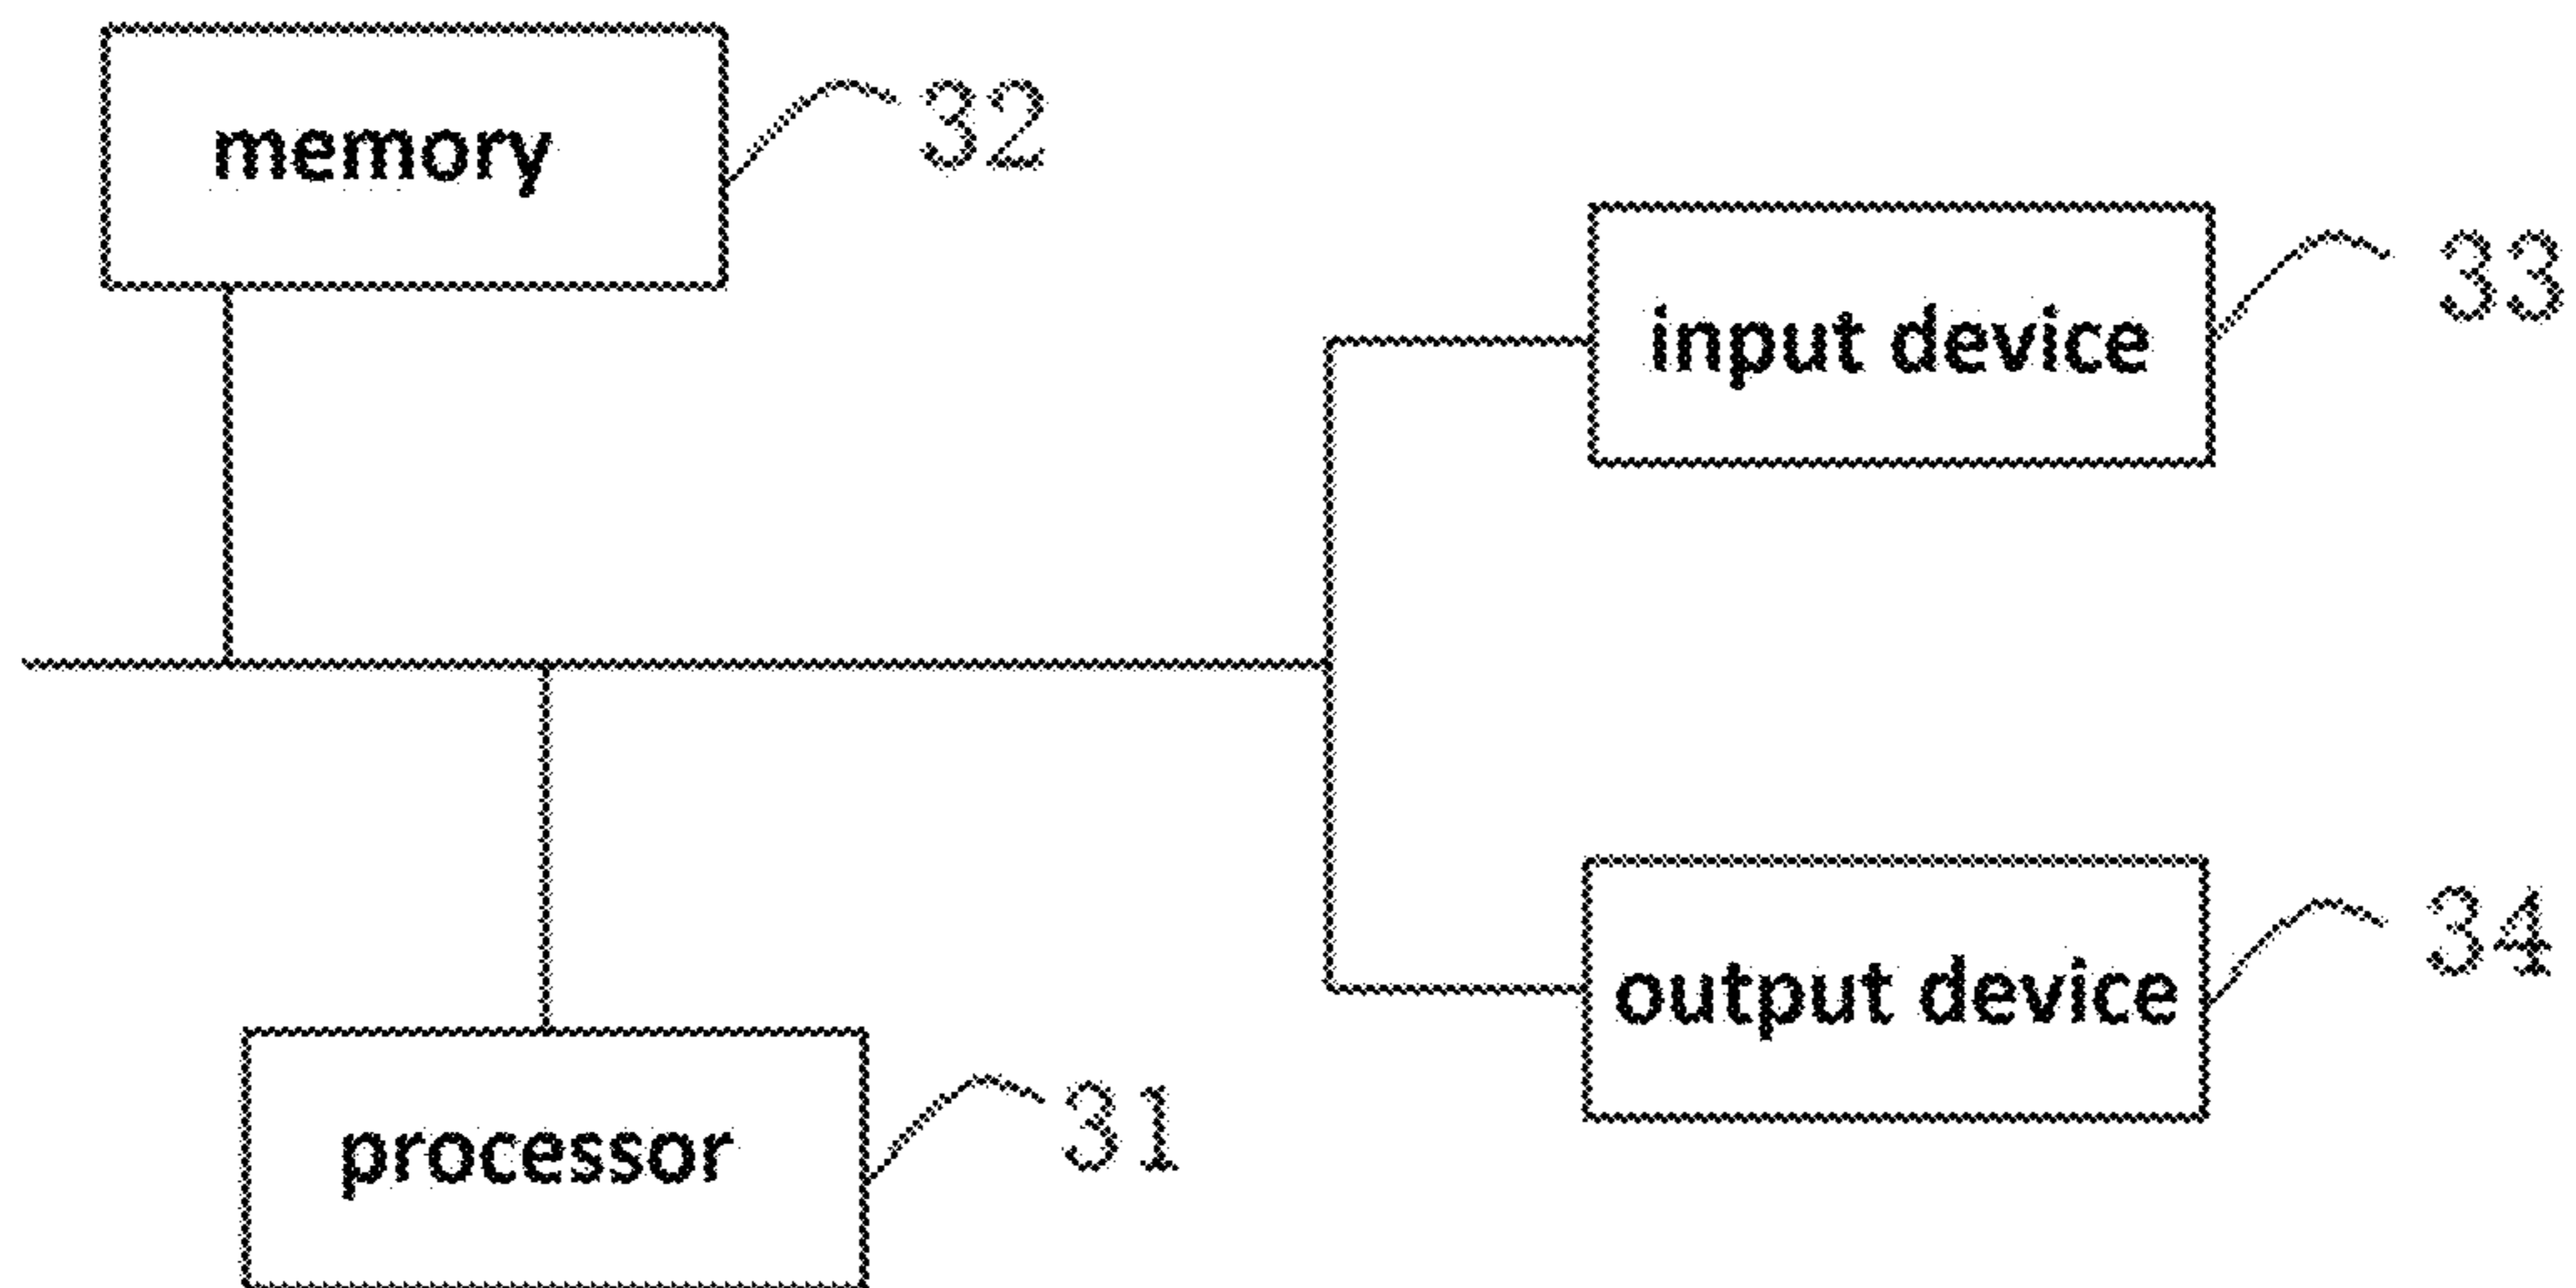 memory
32
input device
33
output device
34
processor
31